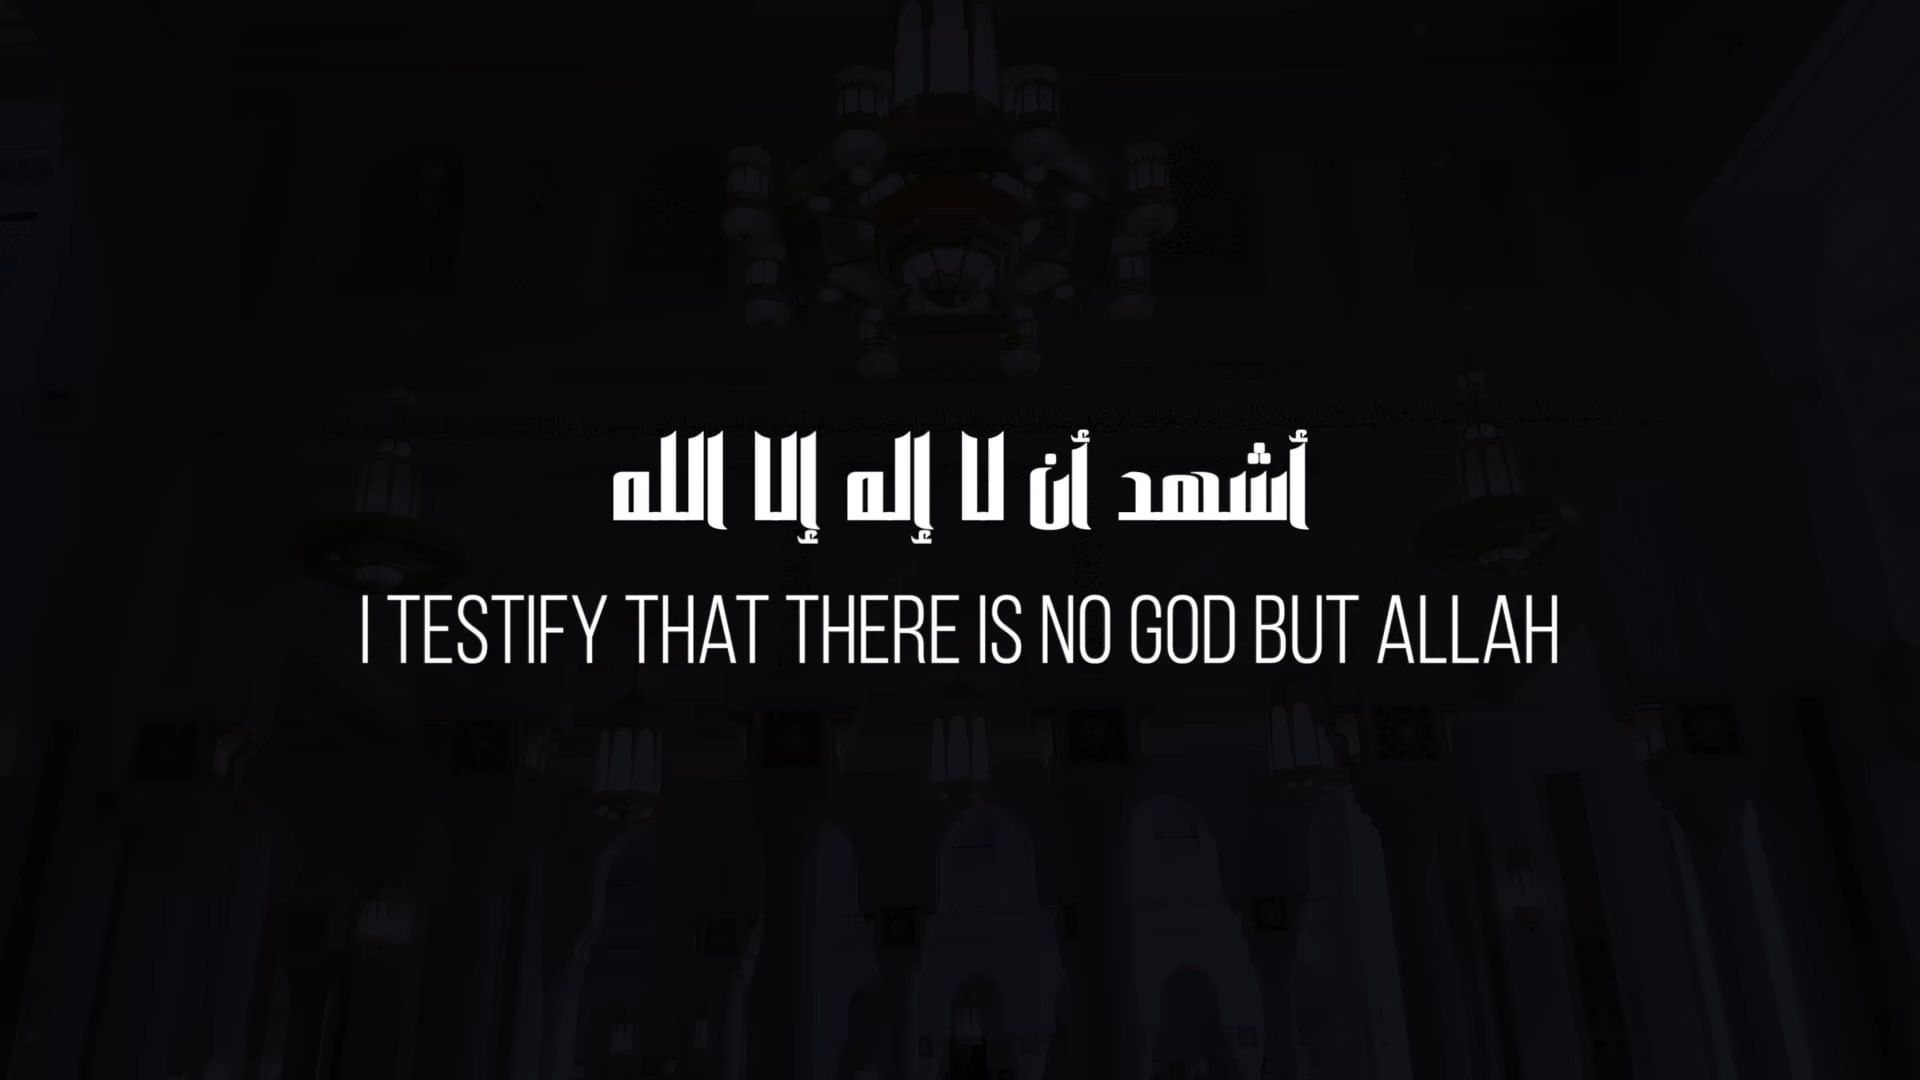 أشهد أن لا إله إلا الله
I TESTIFY THAT THERE IS NO GOD BUT ALLAH